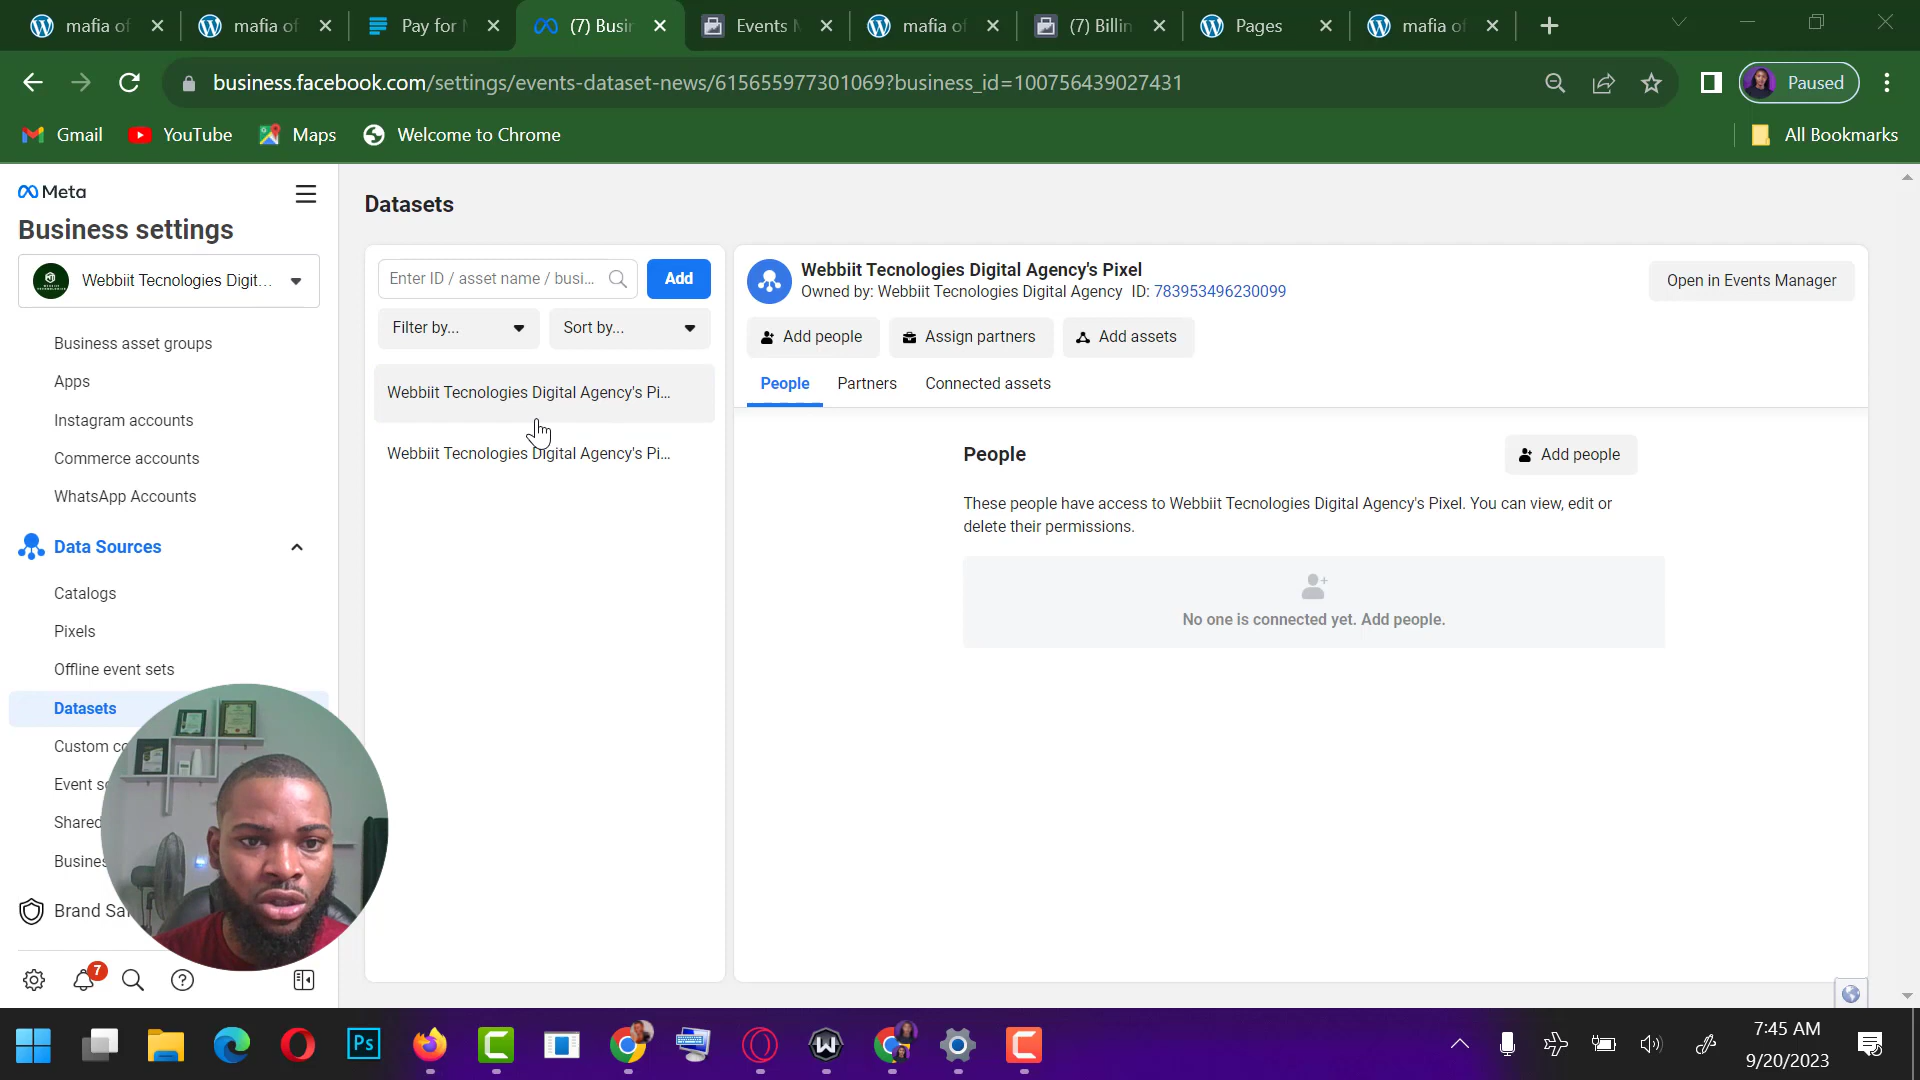 mafia of
mafia of
Pay for
(7) Busin
Events M
mafia of
(7) Billin
Pages
mafia of
business.facebook.com/settings/events-dataset-news/615655977301069?business_id=100756439027431
Paused
Gmail
YouTube
Maps
Welcome to Chrome
All Bookmarks
Meta
Business settings
Webbiit Tecnologies Digit...
Business asset groups
Apps
Instagram accounts
Commerce accounts
WhatsApp Accounts
Data Sources
Catalogs
Pixels
Offline event sets
Datasets
Custom co
Event so
Shared
Busines
Brand Saf
7
Datasets
Enter ID / asset name / busi...
Add
Filter by...
Sort by...
Webbiit Tecnologies Digital Agency's Pi...
Webbiit Tecnologies Digital Agency's Pi...
Webbiit Tecnologies Digital Agency's Pixel
Owned by: Webbiit Tecnologies Digital Agency ID: 783953496230099
Open in Events Manager
Add people
Assign partners
Add assets
People
Partners
Connected assets
People
Add people
These people have access to Webbiit Tecnologies Digital Agency's Pixel. You can view, edit or
delete their permissions.
No one is connected yet. Add people.
Ps
7:45 AM
9/20/2023